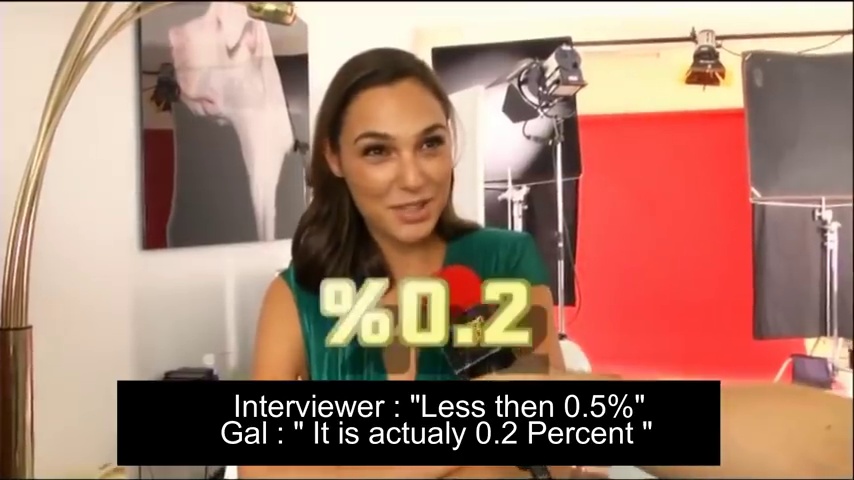 %0.2
Interviewer : "Less then 0.5%"
Gal : " It is actualy 0.2 Percent "